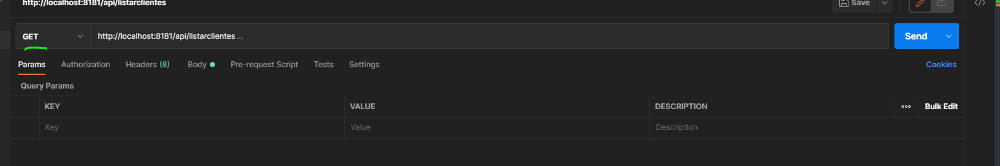 http://localhost:8181/api/listarclientes
Save
GET http://localhost:8181/api/listarclientes ... Send
Params Authorization Headers (8) Body Pre-request Script Tests Settings Cookies
Query Params
KEY VALUE DESCRIPTION ooo Bulk Edit
Key Value Description